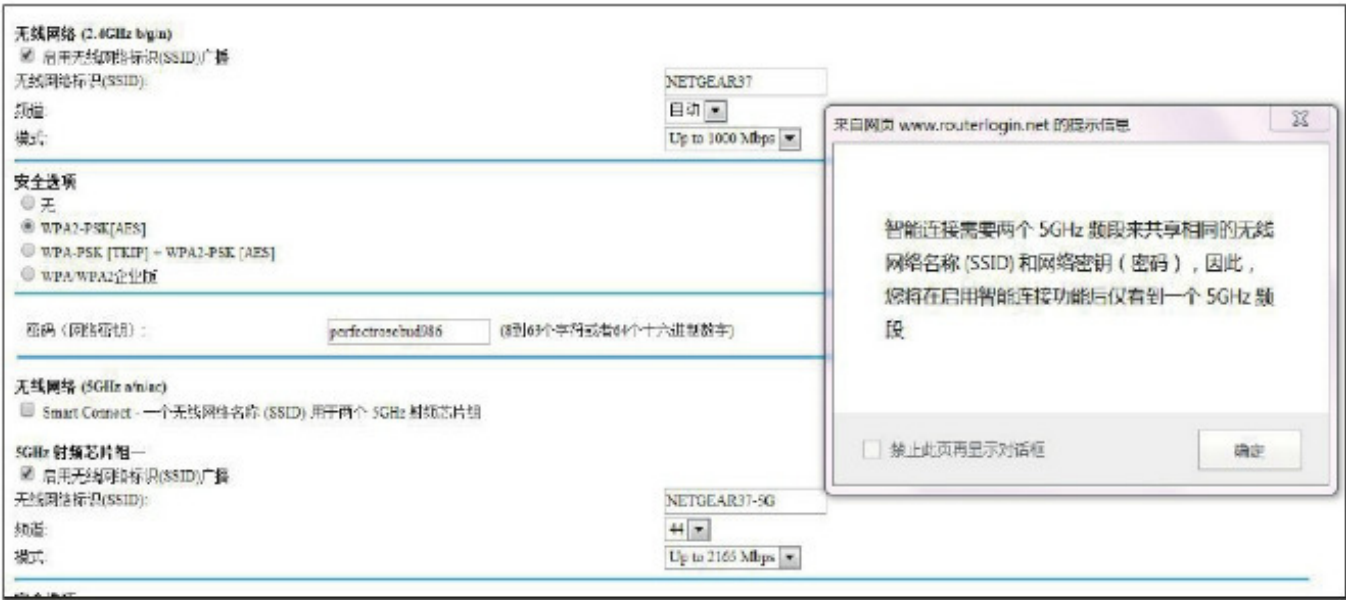 无线网络 (2.4GHz b/g/n)
启用无线网络标识(SSID)广播
无线网络标识(SSID): NETGEAR37
频道: 自动
模式: Up to 1000 Mbps
安全选项
无
WPA2-PSK[AES]
WPA-PSK [TKIP] + WPA2-PSK [AES]
WPA/WPA2企业版
密码（网络密钥）: perfectrosebud986 (8到63个字符或者64个十六进制数字)
无线网络 (5GHz a/n/ac)
Smart Connect - 一个无线网络名称 (SSID) 用于两个 5GHz 射频芯片组
5GHz 射频芯片组一
启用无线网络标识(SSID)广播
无线网络标识(SSID): NETGEAR37-5G
频道: 44
模式: Up to 2165 Mbps
安全选项
来自网页 www.routerlogin.net 的提示信息
智能连接需要两个 5GHz 频段来共享相同的无线
网络名称 (SSID) 和网络密钥（密码），因此，
您将在启用智能连接功能后仅看到一个 5GHz 频
段
禁止此页再显示对话框
确定